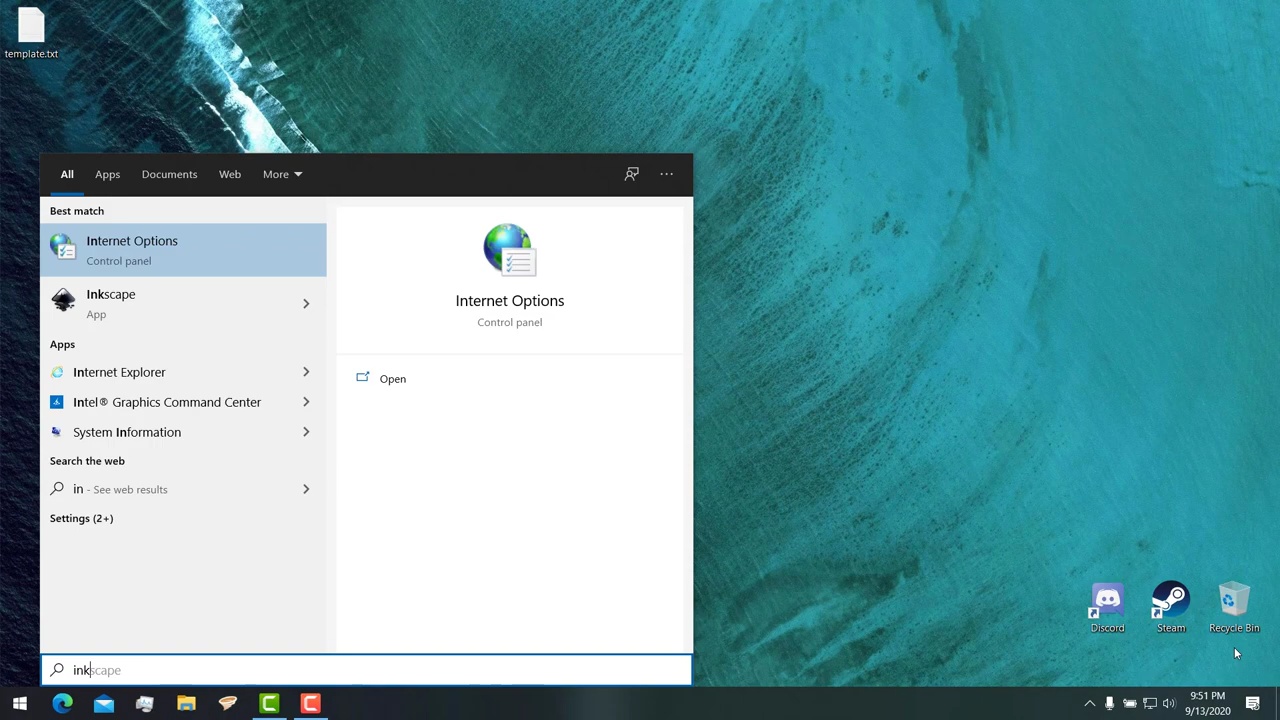 template.txt
All Apps Documents Web More
Best match
Internet Options
Control panel
Inkscape
App
Apps
Internet Explorer
Intel® Graphics Command Center
System Information
Search the web
in - See web results
Settings (2+)
Internet Options
Control panel
Open
inkscape
Discord
Steam
Recycle Bin
9:51 PM
9/13/2020